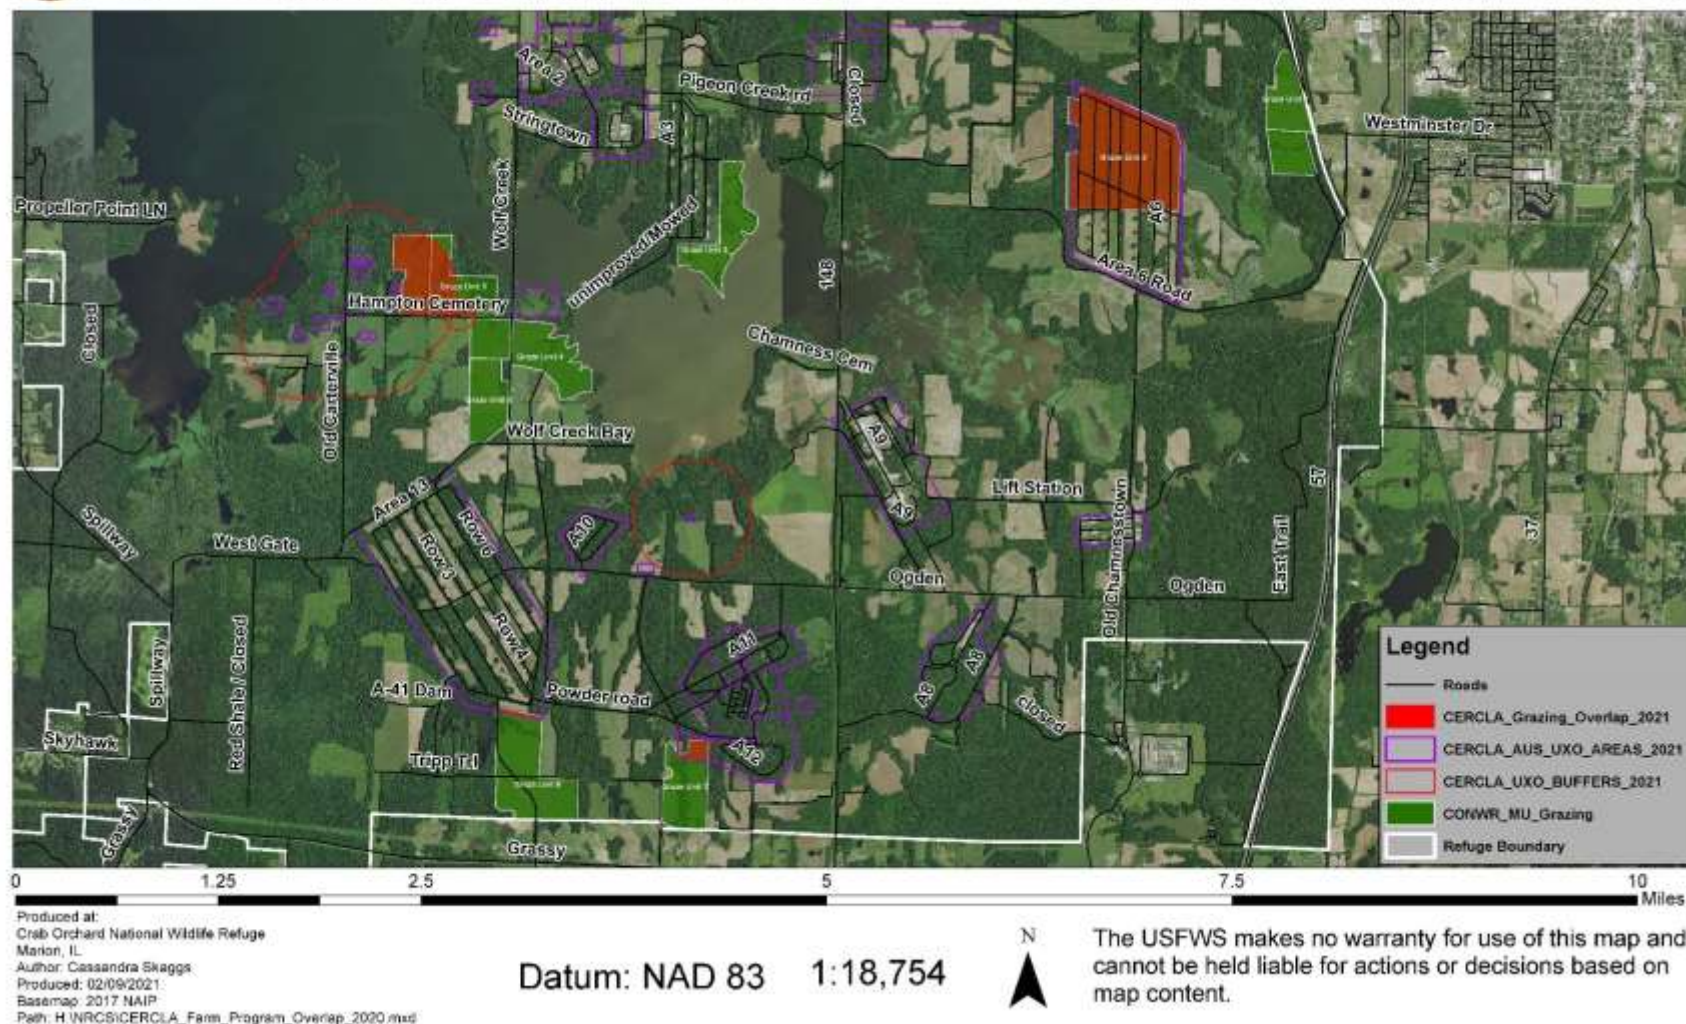 Area 2
Pigeon Creek rd
Closed
Stringtown
A3
Westminster Dr
Wolf Creek
Propeller Point LN
unimproved/Mowed
A6
Area 6 Road
148
Hampton Cemetery
Closed
Old Carterville
Chamness Cem
Wolf Creek Bay
A9
A9
Lift Station
57
37
Area 13
Row 6
Row 3
A10
Spillway
West Gate
Ogden
Old Chamnesstown
Ogden
East Trail
Row 4
A11
Red Shale / Closed
Spillway
A-41 Dam
Powder road
A8
A8
closed
Skyhawk
Tripp T.I
A12
Grassy
Grassy
Legend
Roads
CERCLA_Grazing_Overlap_2021
CERCLA_AUS_UXO_AREAS_2021
CERCLA_UXO_BUFFERS_2021
CONWR_MU_Grazing
Refuge Boundary
0 1.25 2.5 5 7.5 10
Miles
Produced at:
Crab Orchard National Wildlife Refuge
Marion, IL
Author: Cassandra Skaggs
Produced: 02/09/2021
Basemap: 2017 NAIP
Path: H:\NRCS\CERCLA_Farm_Program_Overlap_2020.mxd
Datum: NAD 83 1:18,754
N
The USFWS makes no warranty for use of this map and
cannot be held liable for actions or decisions based on
map content.